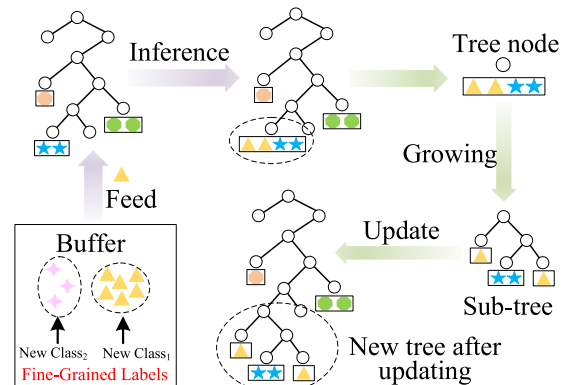 Inference
Tree node
Growing
Feed
Buffer
New Class₂
New Class₁
Fine-Grained Labels
Update
Sub-tree
New tree after
updating